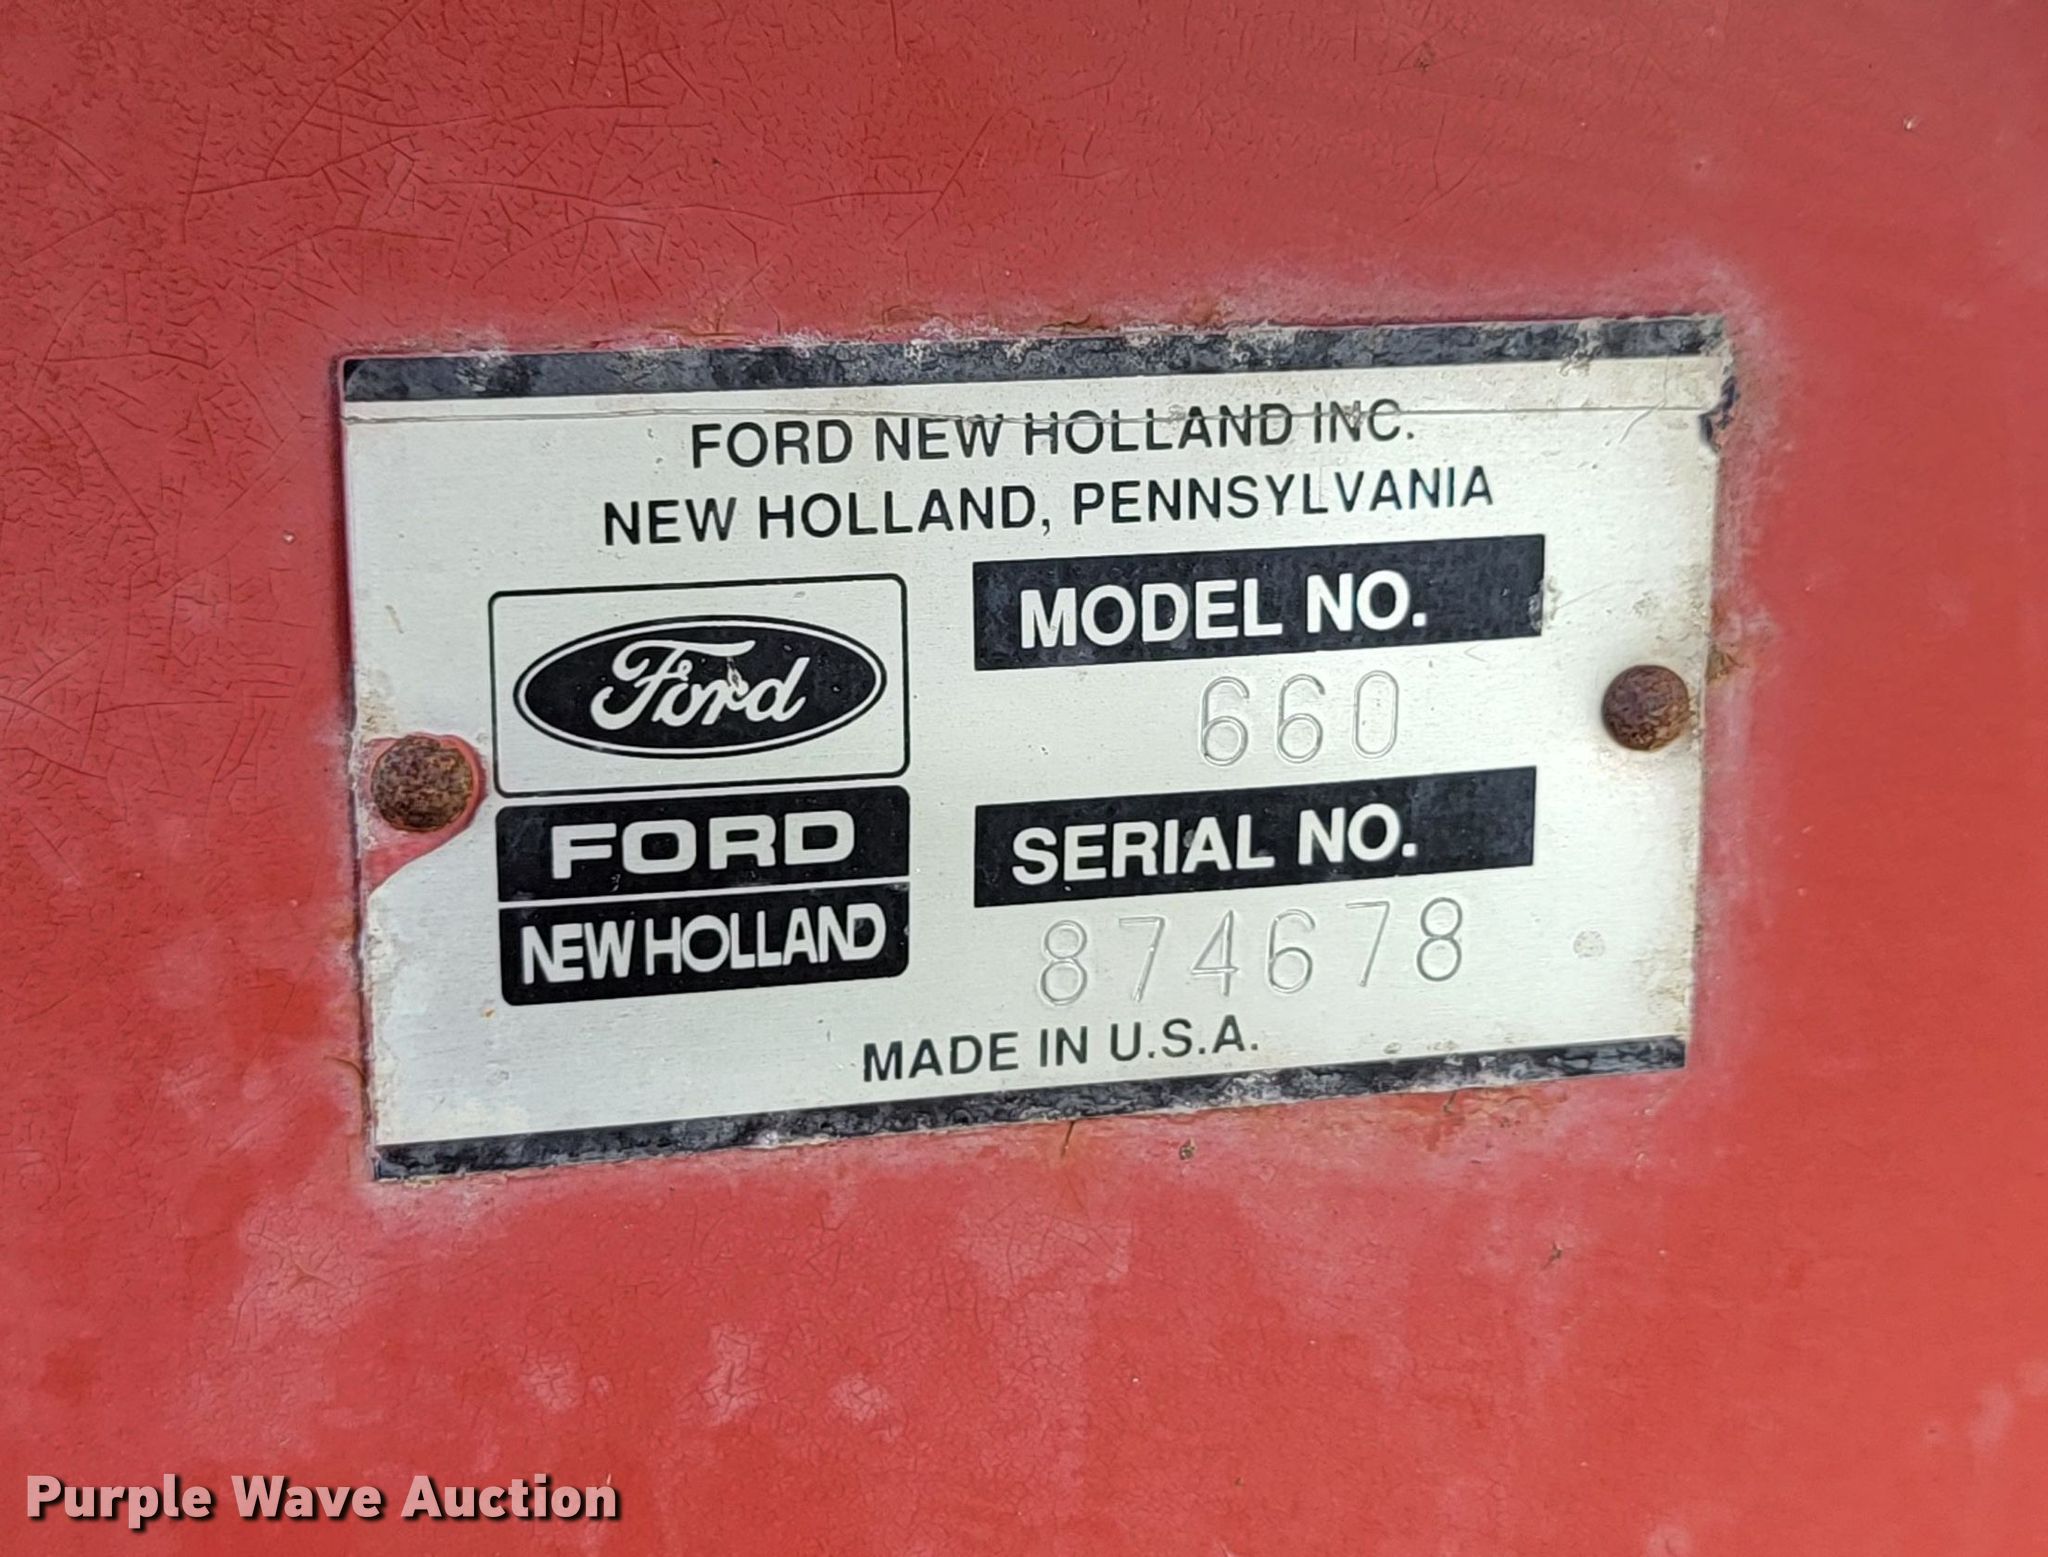 FORD NEW HOLLAND INC.
NEW HOLLAND, PENNSYLVANIA
Ford
FORD
NEW HOLLAND
MODEL NO.
660
SERIAL NO.
874678
MADE IN U.S.A.
Purple Wave Auction